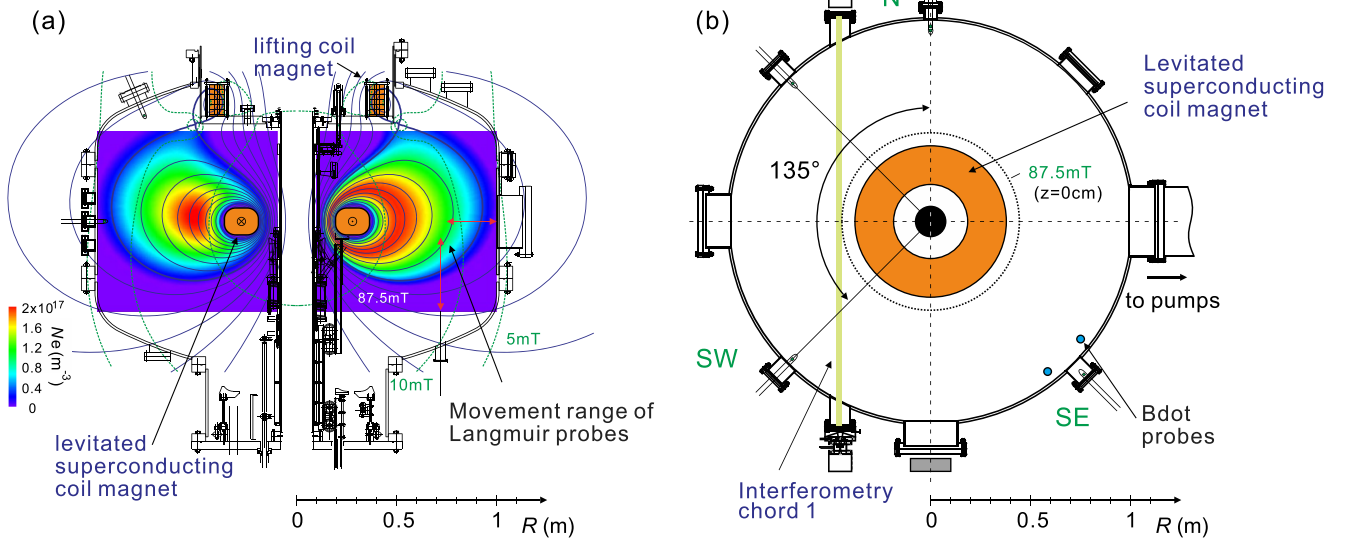 (a)
lifting coil
magnet
87.5mT
5mT
10mT
2x10¹⁷
1.6
1.2
0.8
0.4
0
Ne (m⁻³)
Movement range of
Langmuir probes
levitated
superconducting
coil magnet
0
0.5
1
R (m)
(b)
N
Levitated
superconducting
coil magnet
135°
87.5mT
(z=0cm)
to pumps
SW
SE
Bdot
probes
Interferometry
chord 1
0
0.5
1
R (m)